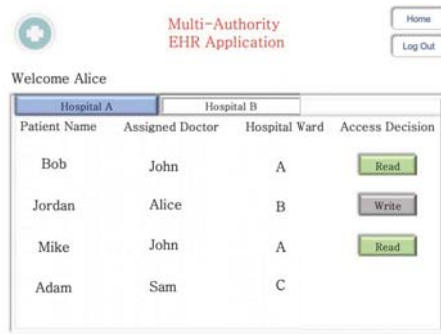 Multi-Authority
EHR Application
Home
Log Out
Welcome Alice
Hospital A Hospital B
Patient Name Assigned Doctor Hospital Ward Access Decision
Bob John A Read
Jordan Alice B Write
Mike John A Read
Adam Sam C